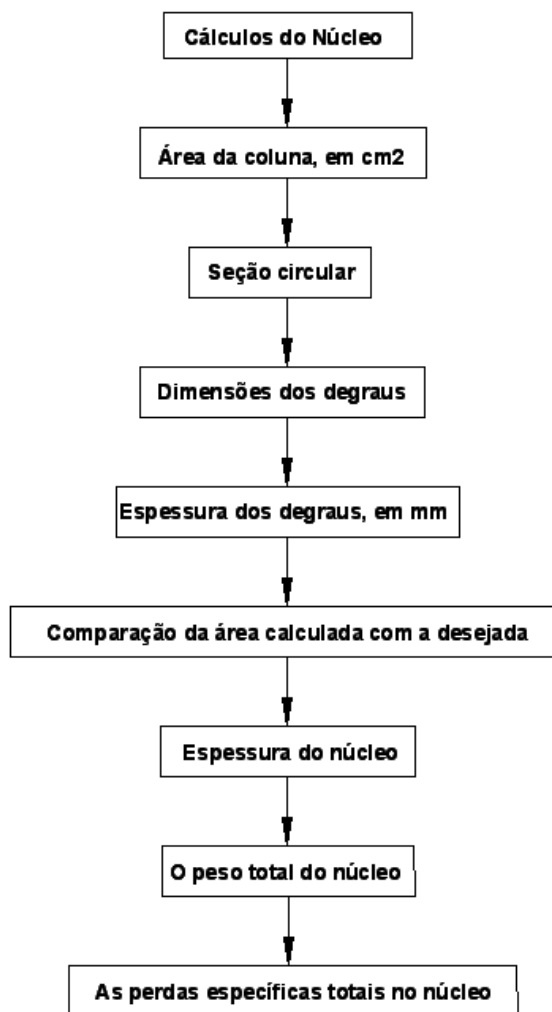 Cálculos do Núcleo
Área da coluna, em cm2
Seção circular
Dimensões dos degraus
Espessura dos degraus, em mm
Comparação da área calculada com a desejada
Espessura do núcleo
O peso total do núcleo
As perdas específicas totais no núcleo